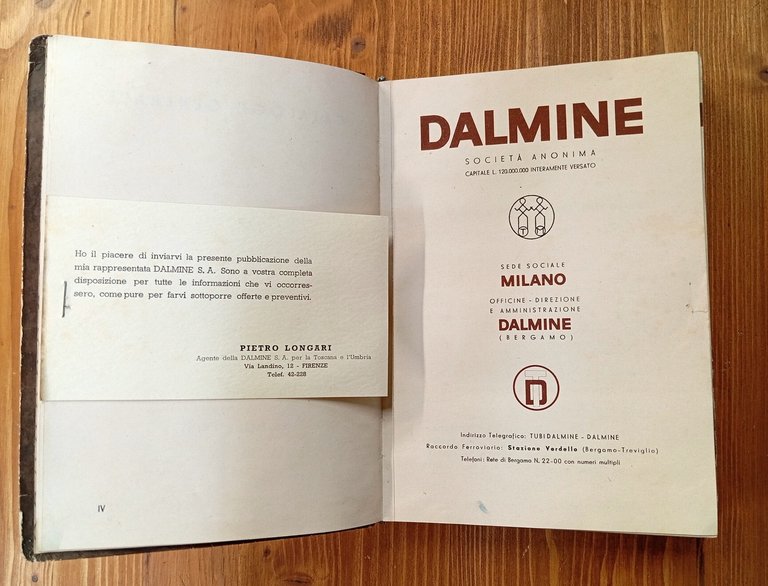 Ho il piacere di inviarvi la presente pubblicazione della
mia rappresentata DALMINE S. A. Sono a vostra completa
disposizione per tutte le informazioni che vi occorres-
sero, come pure per farvi sottoporre offerte e preventivi.
PIETRO LONGARI
Agente della DALMINE S. A. per la Toscana e l'Umbria
Via Landino, 12 - FIRENZE
Telef. 42-228
IV
DALMINE
SOCIETÀ ANONIMA
CAPITALE L. 120.000.000 INTERAMENTE VERSATO
SEDE SOCIALE
MILANO
OFFICINE - DIREZIONE
E AMMINISTRAZIONE
DALMINE
(BERGAMO)
TD
Indirizzo Telegrafico: TUBIDALMINE - DALMINE
Raccordo Ferroviario: Stazione Verdello (Bergamo-Treviglio)
Telefoni: Rete di Bergamo N. 22-00 con numeri multipli